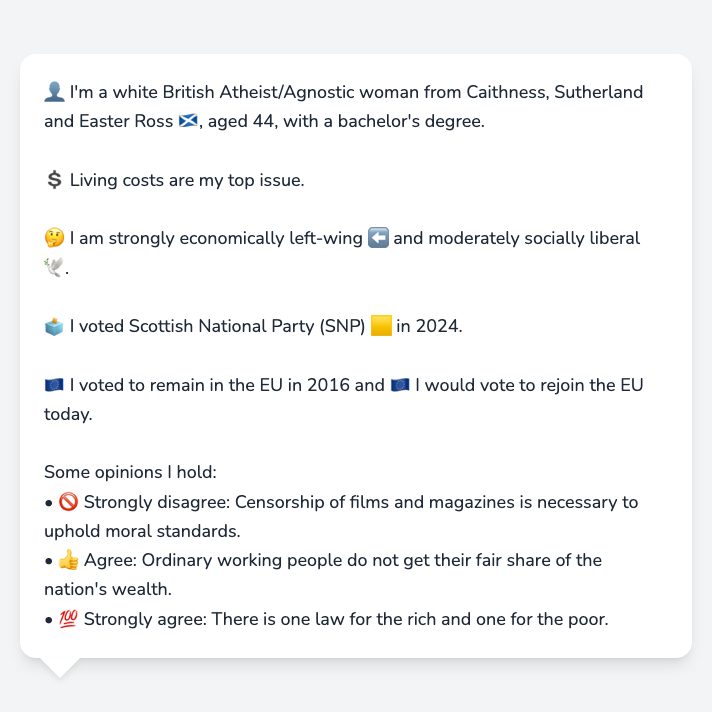 👤 I'm a white British Atheist/Agnostic woman from Caithness, Sutherland
and Easter Ross 🏴󠁧󠁢󠁳󠁣󠁴󠁿, aged 44, with a bachelor's degree.
💲 Living costs are my top issue.
🤔 I am strongly economically left-wing ⬅️ and moderately socially liberal
🕊️.
🗳️ I voted Scottish National Party (SNP) 🟨 in 2024.
🇪🇺 I voted to remain in the EU in 2016 and 🇪🇺 I would vote to rejoin the EU
today.
Some opinions I hold:
• 🚫 Strongly disagree: Censorship of films and magazines is necessary to
uphold moral standards.
• 👍 Agree: Ordinary working people do not get their fair share of the
nation's wealth.
• 💯 Strongly agree: There is one law for the rich and one for the poor.